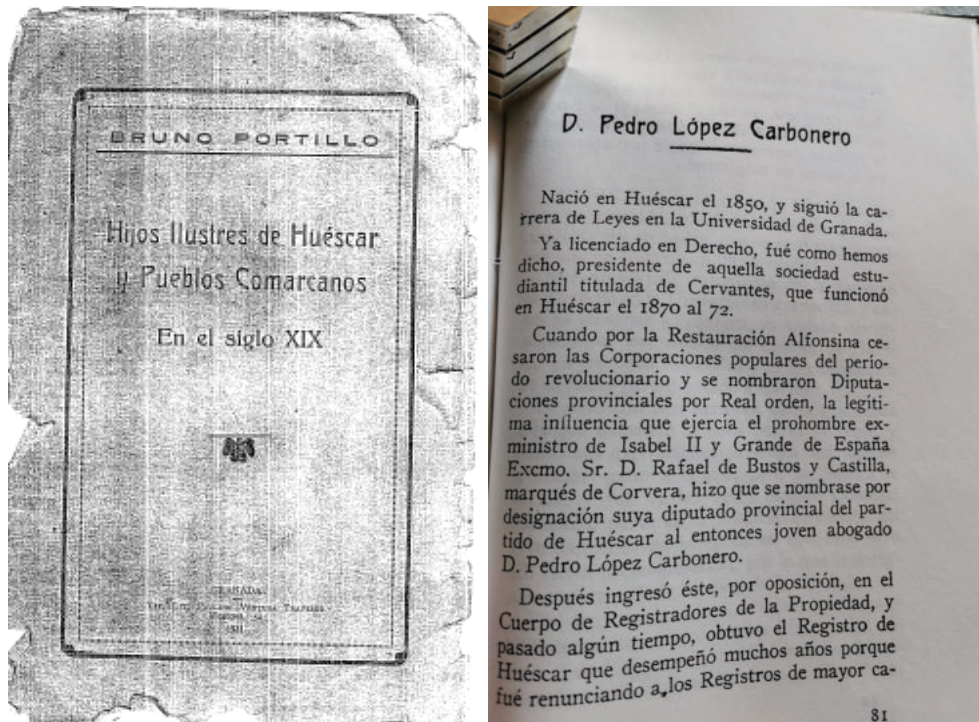 BRUNO PORTILLO
Hijos Ilustres de Huéscar
y Pueblos Comarcanos
En el siglo XIX
GRANADA
D. Pedro López Carbonero
Nació en Huéscar el 1850, y siguió la ca-
rrera de Leyes en la Universidad de Granada.
Ya licenciado en Derecho, fué como hemos
dicho, presidente de aquella sociedad estu-
diantil titulada de Cervantes, que funcionó
en Huéscar el 1870 al 72.
Cuando por la Restauración Alfonsina ce-
saron las Corporaciones populares del perío-
do revolucionario y se nombraron Diputa-
ciones provinciales por Real orden, la legíti-
ma influencia que ejercía el prohombre ex-
ministro de Isabel II y Grande de España
Excmo. Sr. D. Rafael de Bustos y Castilla,
marqués de Corvera, hizo que se nombrase por
designación suya diputado provincial del par-
tido de Huéscar al entonces joven abogado
D. Pedro López Carbonero.
Después ingresó éste, por oposición, en el
Cuerpo de Registradores de la Propiedad, y
pasado algún tiempo, obtuvo el Registro de
Huéscar que desempeñó muchos años porque
fué renunciando a los Registros de mayor ca-
81